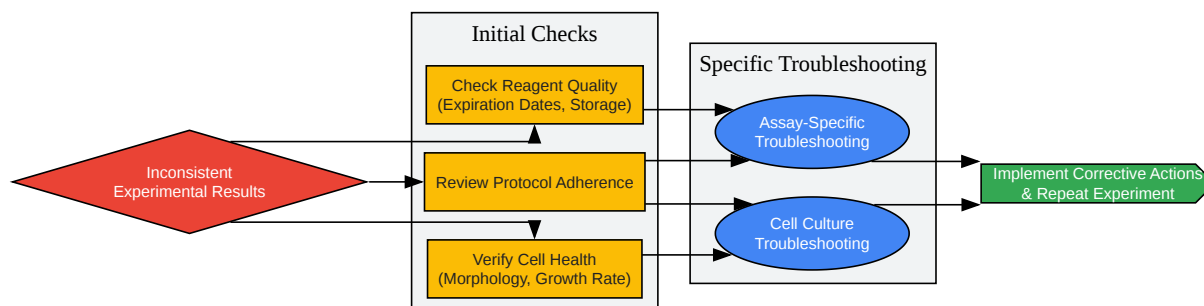 Initial Checks
Specific Troubleshooting
Check Reagent Quality
(Expiration Dates, Storage)
Assay-Specific
Troubleshooting
Inconsistent
Experimental Results
Review Protocol Adherence
Implement Corrective Actions
& Repeat Experiment
Cell Culture
Troubleshooting
Verify Cell Health
(Morphology, Growth Rate)